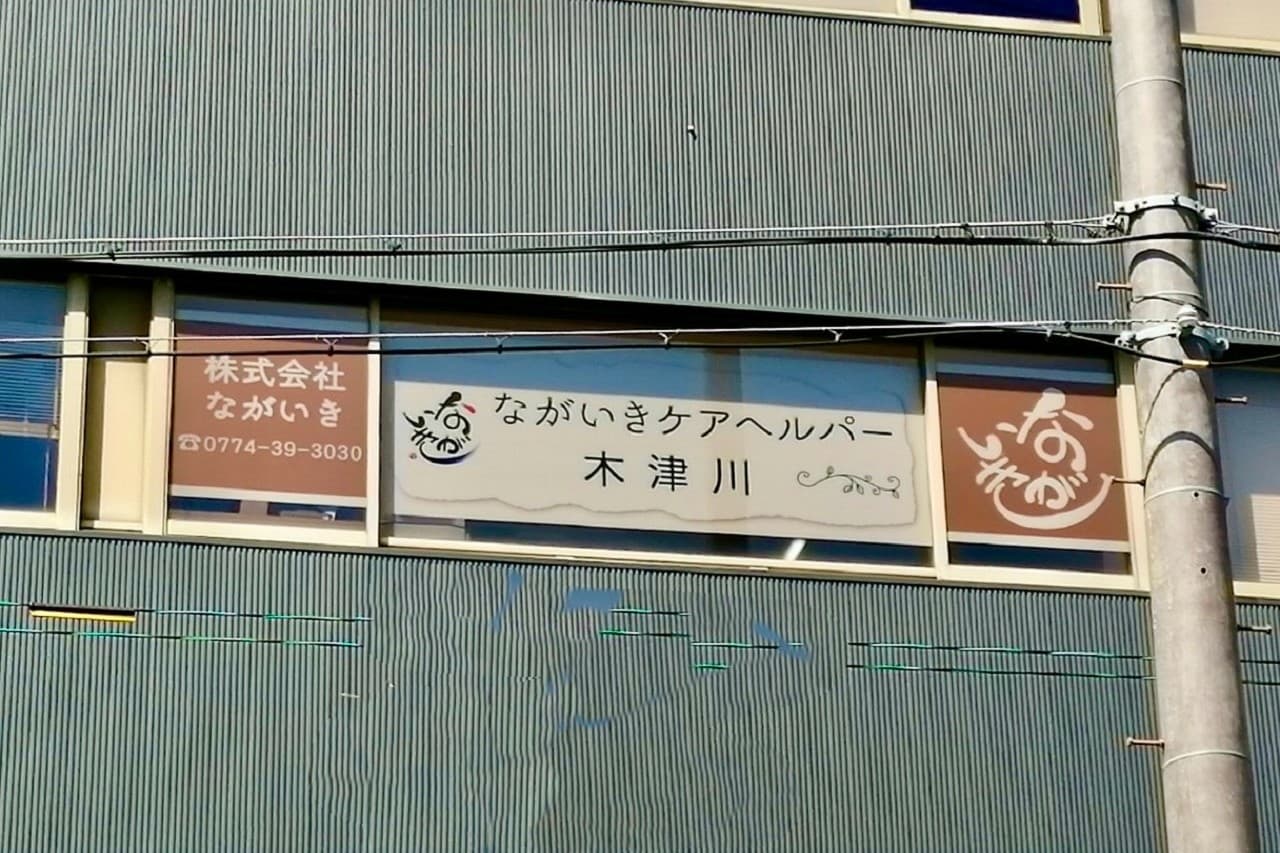 株式会社
ながいき
☎0774-39-3030
ながいき
ながいきケアヘルパー
木津川
ながいき